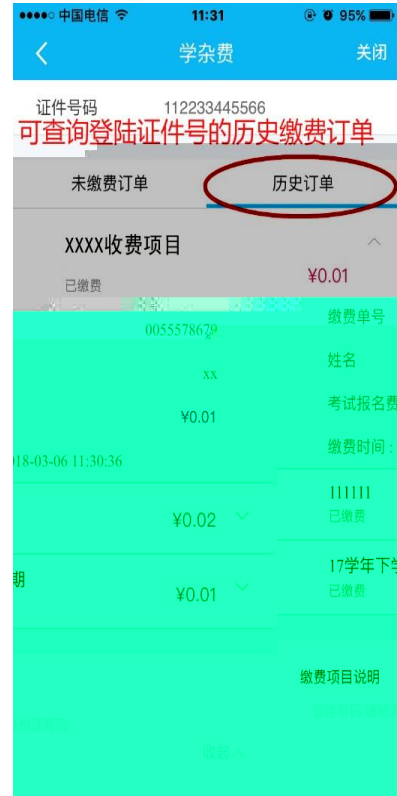 中国电信 11:31 95%
学杂费 关闭
证件号码 112233445566
可查询登陆证件号的历史缴费订单
未缴费订单 历史订单
XXXX收费项目
已缴费 ¥0.01
缴费单号
0055578679
姓名
xx
考试报名费
¥0.01
缴费时间：
018-03-06 11:30:36
111111
已缴费
¥0.02
17学年下学
期
已缴费
¥0.01
缴费项目说明
收起